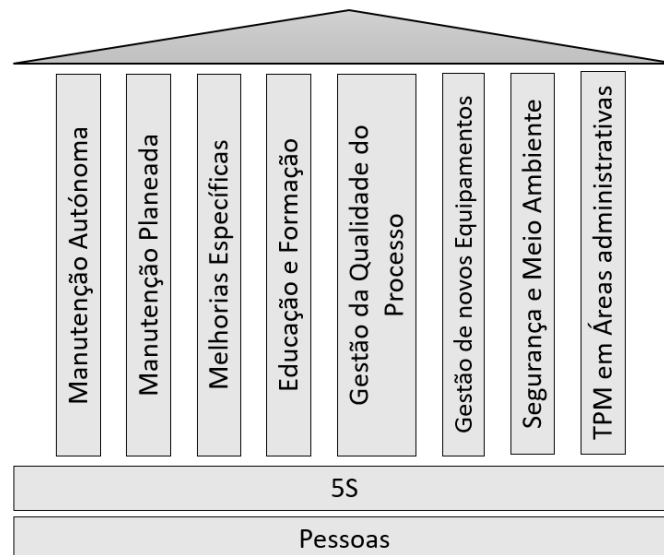 Manutenção Autónoma
Manutenção Planeada
Melhorias Específicas
Educação e Formação
Gestão da Qualidade do
Processo
Gestão de novos Equipamentos
Segurança e Meio Ambiente
TPM em Áreas administrativas
5S
Pessoas